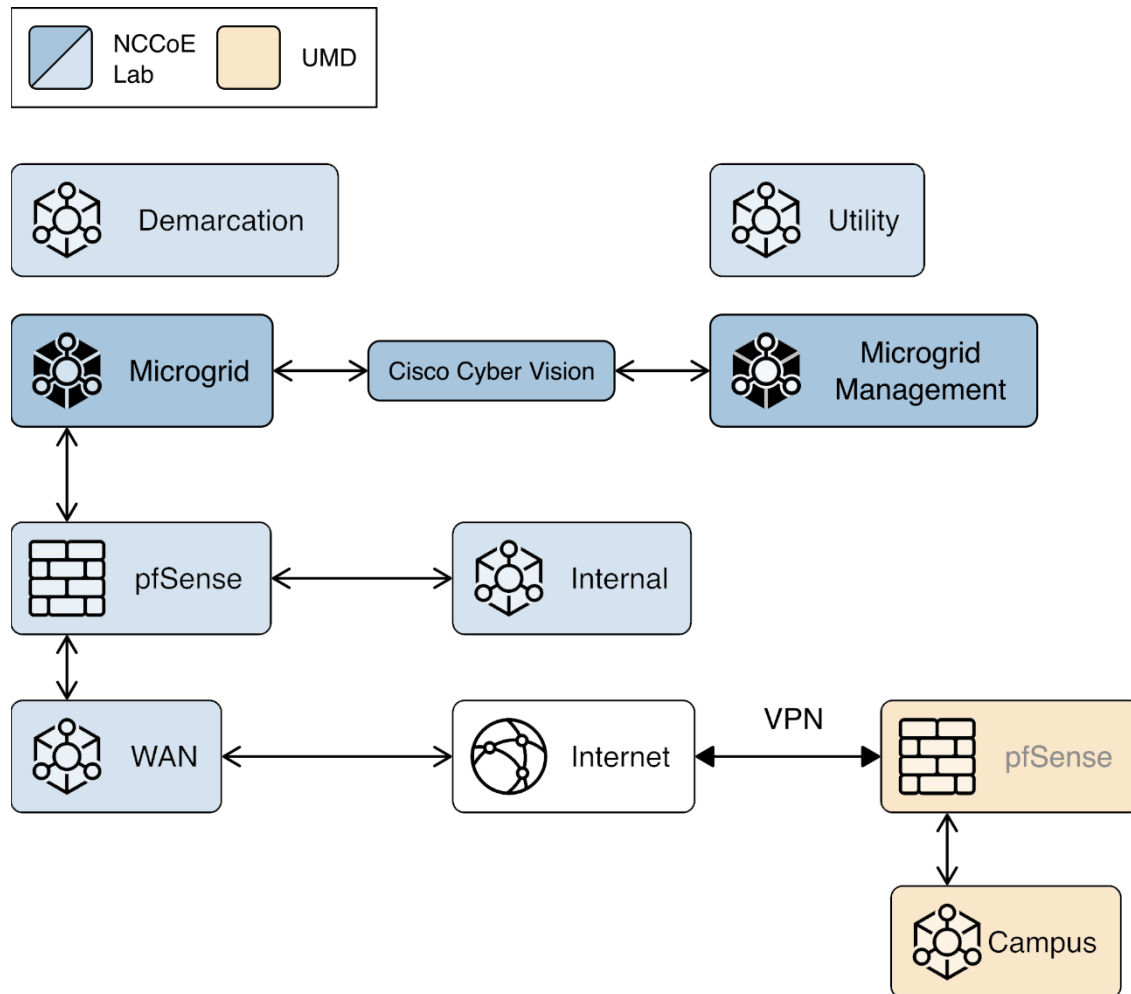 NCCoE
Lab
UMD
Demarcation
Utility
Microgrid
Cisco Cyber Vision
Microgrid
Management
pfSense
Internal
WAN
Internet
VPN
pfSense
Campus